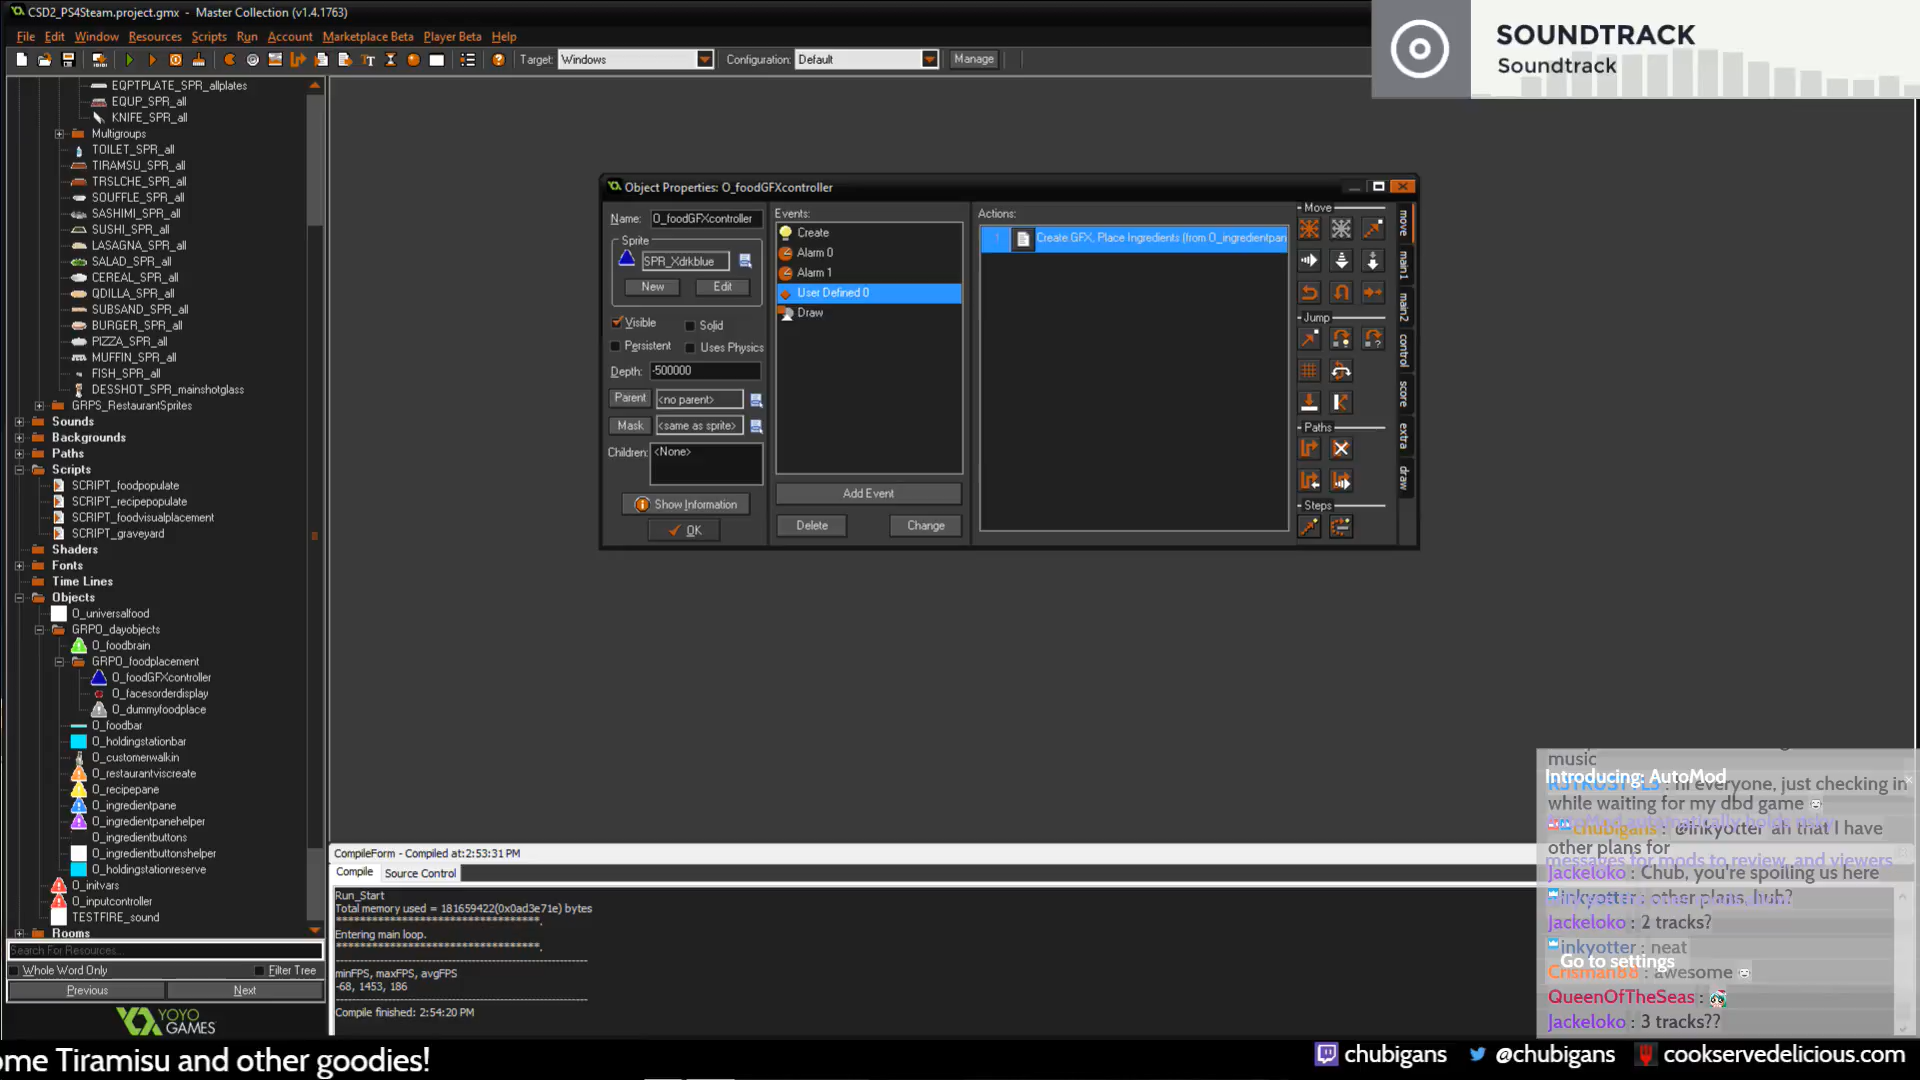 CSD2_PS4Steam.project.gmx - Master Collection (v1.4.1763)
File Edit Window Resources Scripts Run Account Marketplace Beta Player Beta Help
Target: Windows Configuration: Default Manage
SOUNDTRACK
Soundtrack
EQPTPLATE_SPR_allplates
EQUP_SPR_all
KNIFE_SPR_all
Multigroups
TOILET_SPR_all
TIRAMSU_SPR_all
TRSLCHE_SPR_all
SOUFFLE_SPR_all
SASHIMI_SPR_all
SUSHI_SPR_all
LASAGNA_SPR_all
SALAD_SPR_all
CEREAL_SPR_all
QDILLA_SPR_all
SUBSAND_SPR_all
BURGER_SPR_all
PIZZA_SPR_all
MUFFIN_SPR_all
FISH_SPR_all
DESSHOT_SPR_mainshotglass
GRPS_RestaurantSprites
Sounds
Backgrounds
Paths
Scripts
SCRIPT_foodpopulate
SCRIPT_recipepopulate
SCRIPT_foodvisualplacement
SCRIPT_graveyard
Shaders
Fonts
Time Lines
Objects
O_universalfood
GRPO_dayobjects
O_foodbrain
GRPO_foodplacement
O_foodGFXcontroller
O_facesorderdisplay
O_dummyfoodplace
O_foodbar
O_holdingstationbar
O_customerwalkin
O_restaurantviscreate
O_recipepane
O_ingredientpane
O_ingredientpanehelper
O_ingredientbuttons
O_ingredientbuttonshelper
O_holdingstationreserve
O_initvars
O_inputcontroller
TESTFIRE_sound
Rooms
Search For Resources...
Whole Word Only Filter Tree
Previous Next
YOYO GAMES
Object Properties: O_foodGFXcontroller
Name: O_foodGFXcontroller
Sprite
SPR_Xdrkblue
New Edit
Visible Solid
Persistent Uses Physics
Depth: -500000
Parent <no parent>
Mask <same as sprite>
Children: <None>
Show Information
OK
Events:
Create
Alarm 0
Alarm 1
User Defined 0
Draw
Add Event
Delete Change
Actions:
Create GFX, Place Ingredients (from O_ingredientpan
Move
Jump
Paths
Steps
move
main1
main2
control
score
extra
draw
CompileForm - Compiled at:2:53:31 PM
Compile Source Control
Run_Start
Total memory used = 181659422(0x0ad3e71e) bytes
***********************************.
Entering main loop.
***********************************.
minFPS, maxFPS, avgFPS
-68, 1453, 186
Compile finished: 2:54:20 PM
music
Introducing: AutoMod
: hi everyone, just checking in
while waiting for my dbd game
chubigans : @inkyotter ah that I have
other plans for
messages for mods to review, and viewers
Jackeloko : Chub, you're spoiling us here
inkyotter : other plans, huh?
Jackeloko : 2 tracks?
inkyotter : neat
Go to settings
Crisman88 : awesome
QueenOfTheSeas :
Jackeloko : 3 tracks??
ome Tiramisu and other goodies!
chubigans @chubigans cookservedelicious.com